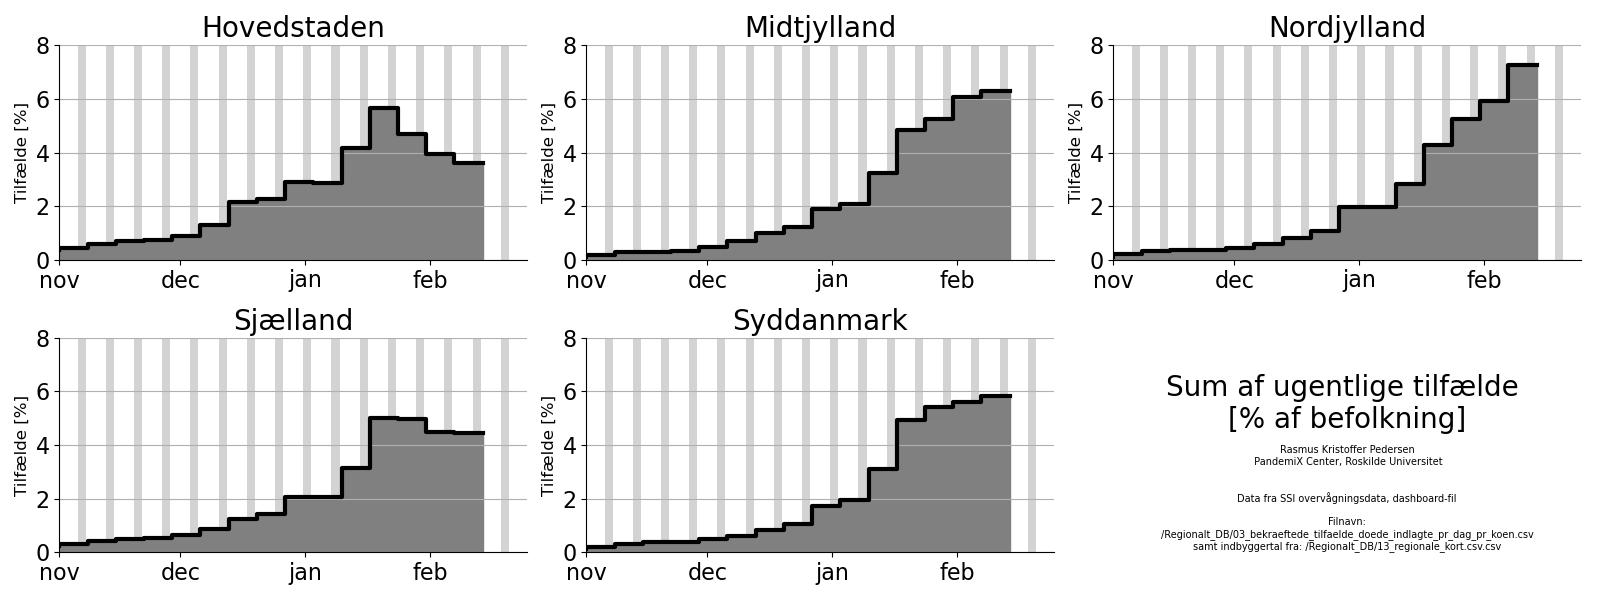 Hovedstaden
Tilfælde [%]
8
6
4
2
0
nov dec jan feb
Midtjylland
Tilfælde [%]
8
6
4
2
0
nov dec jan feb
Nordjylland
Tilfælde [%]
8
6
4
2
0
nov dec jan feb
Sjælland
Tilfælde [%]
8
6
4
2
0
nov dec jan feb
Syddanmark
Tilfælde [%]
8
6
4
2
0
nov dec jan feb
Sum af ugentlige tilfælde
[% af befolkning]
Rasmus Kristoffer Pedersen
PandemiX Center, Roskilde Universitet
Data fra SSI overvågningsdata, dashboard-fil
Filnavn:
/Regionalt_DB/03_bekraeftede_tilfaelde_doede_indlagte_pr_dag_pr_koen.csv
samt indbyggertal fra: /Regionalt_DB/13_regionale_kort.csv.csv